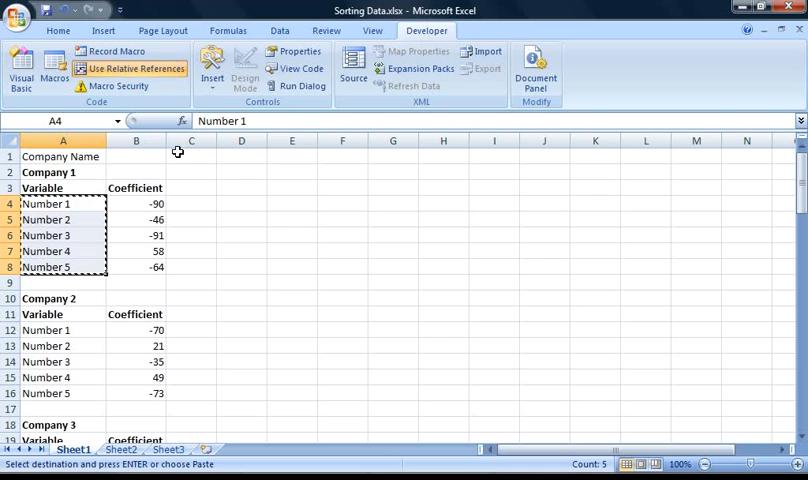 Sorting Data.xlsx - Microsoft Excel
Home Insert Page Layout Formulas Data Review View Developer
Visual Basic
Macros
Record Macro
Use Relative References
Macro Security
Code
Insert
Design Mode
Properties
View Code
Run Dialog
Controls
Source
Map Properties
Expansion Packs
Refresh Data
Import
Export
XML
Document Panel
Modify
A4 fx Number 1
A B C D E F G H I J K L M N
1 Company Name
2 Company 1
3 Variable Coefficient
4 Number 1 -90
5 Number 2 -46
6 Number 3 -91
7 Number 4 58
8 Number 5 -64
9
10 Company 2
11 Variable Coefficient
12 Number 1 -70
13 Number 2 21
14 Number 3 -35
15 Number 4 49
16 Number 5 -73
17
18 Company 3
19 Variable Coefficient
Sheet1 Sheet2 Sheet3
Select destination and press ENTER or choose Paste Count: 5 100%